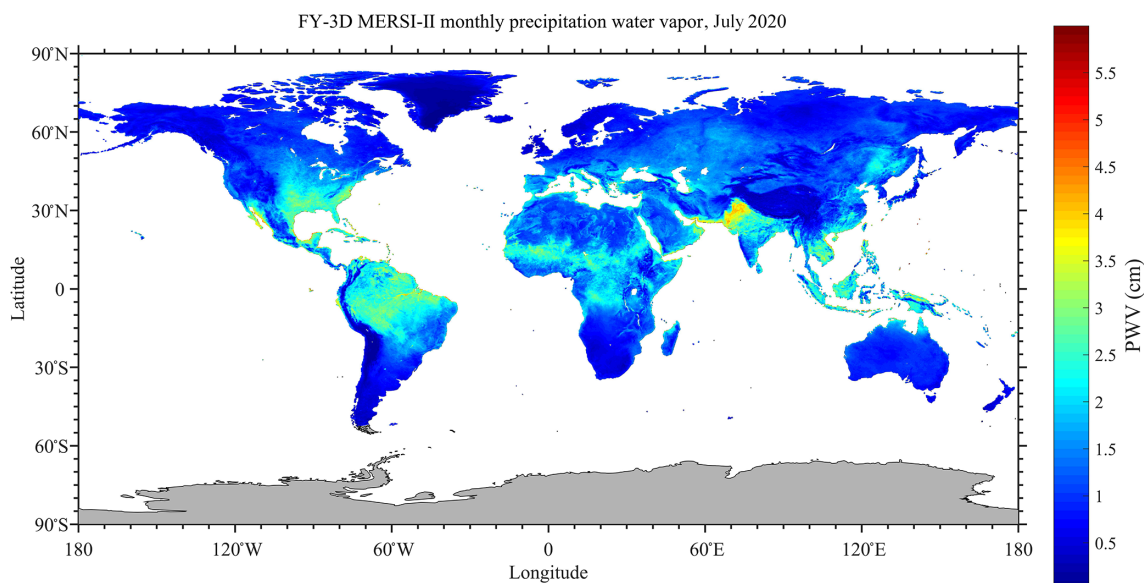 FY-3D MERSI-II monthly precipitation water vapor, July 2020
90°N
60°N
30°N
0
30°S
60°S
90°S
Latitude
180
120°W
60°W
0
60°E
120°E
180
Longitude
5.5
5
4.5
4
3.5
3
2.5
2
1.5
1
0.5
PWV (cm)